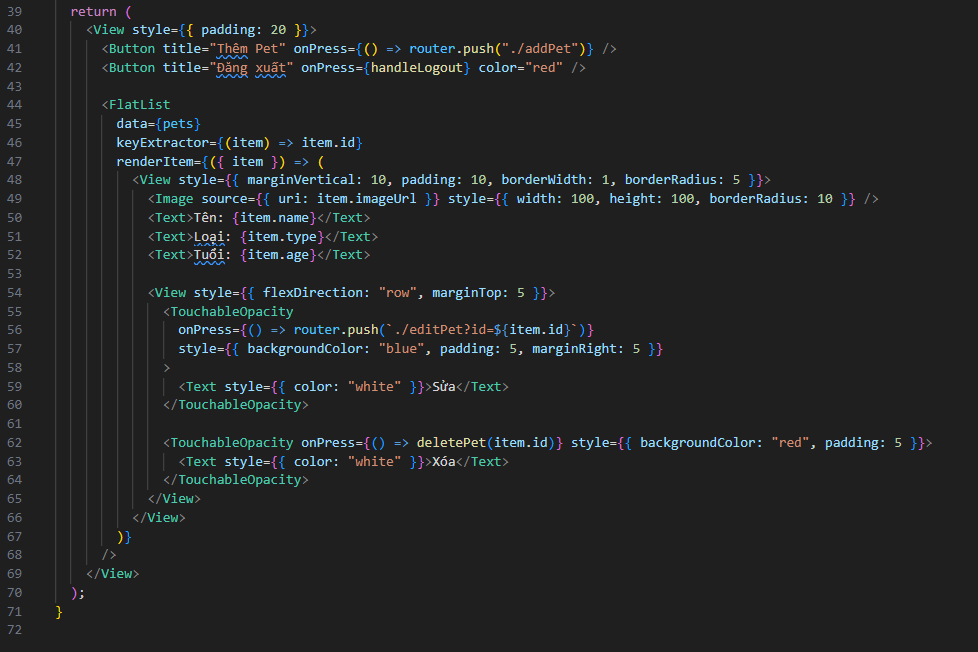 39 return (
40 <View style={{ padding: 20 }}>
41 <Button title="Thêm Pet" onPress={() => router.push("./addPet")} />
42 <Button title="Đăng xuất" onPress={handleLogout} color="red" />
43
44 <FlatList
45 data={pets}
46 keyExtractor={(item) => item.id}
47 renderItem={({ item }) => (
48 <View style={{ marginVertical: 10, padding: 10, borderWidth: 1, borderRadius: 5 }}>
49 <Image source={{ uri: item.imageUrl }} style={{ width: 100, height: 100, borderRadius: 10 }} />
50 <Text>Tên: {item.name}</Text>
51 <Text>Loại: {item.type}</Text>
52 <Text>Tuổi: {item.age}</Text>
53
54 <View style={{ flexDirection: "row", marginTop: 5 }}>
55 <TouchableOpacity
56 onPress={() => router.push(`./editPet?id=${item.id}`)}
57 style={{ backgroundColor: "blue", padding: 5, marginRight: 5 }}
58 >
59 <Text style={{ color: "white" }}>Sửa</Text>
60 </TouchableOpacity>
61
62 <TouchableOpacity onPress={() => deletePet(item.id)} style={{ backgroundColor: "red", padding: 5 }}>
63 <Text style={{ color: "white" }}>Xóa</Text>
64 </TouchableOpacity>
65 </View>
66 </View>
67 )}
68 />
69 </View>
70 );
71 }
72